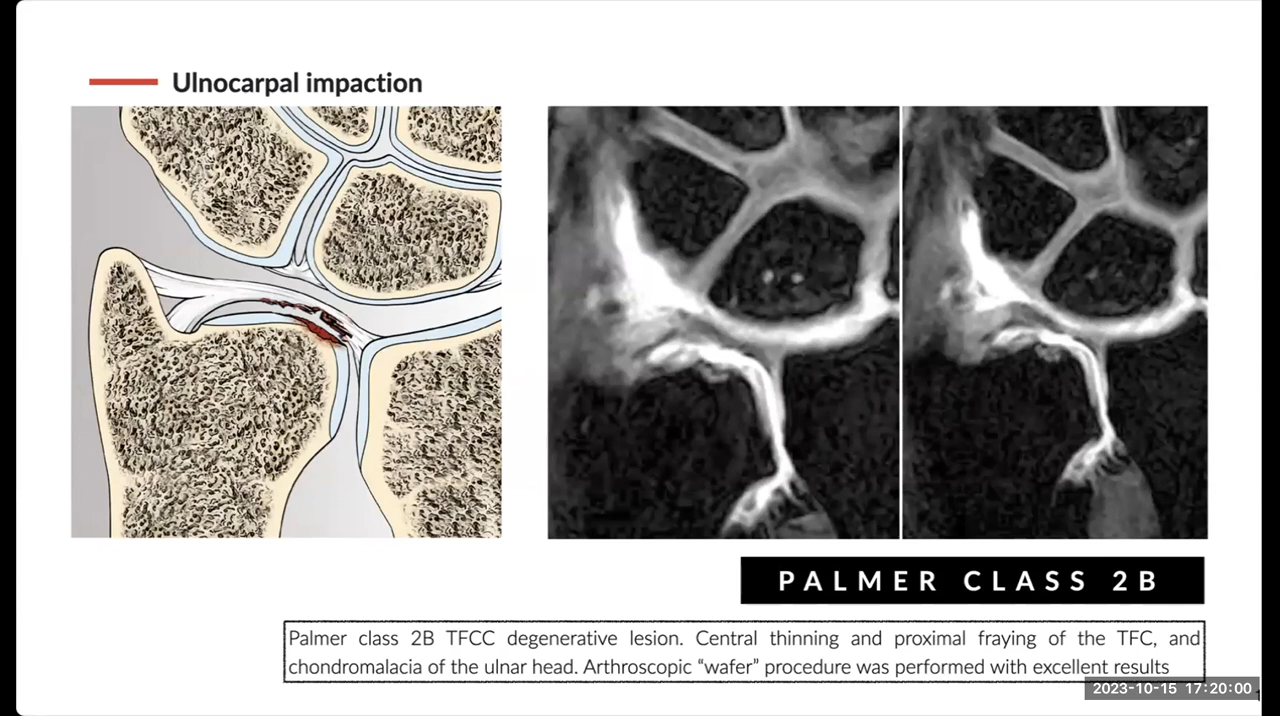 Ulnocarpal impaction
PALMER CLASS 2B
Palmer class 2B TFCC degenerative lesion. Central thinning and proximal fraying of the TFC, and
chondromalacia of the ulnar head. Arthroscopic “wafer” procedure was performed with excellent results
2023-10-15 17:20:00